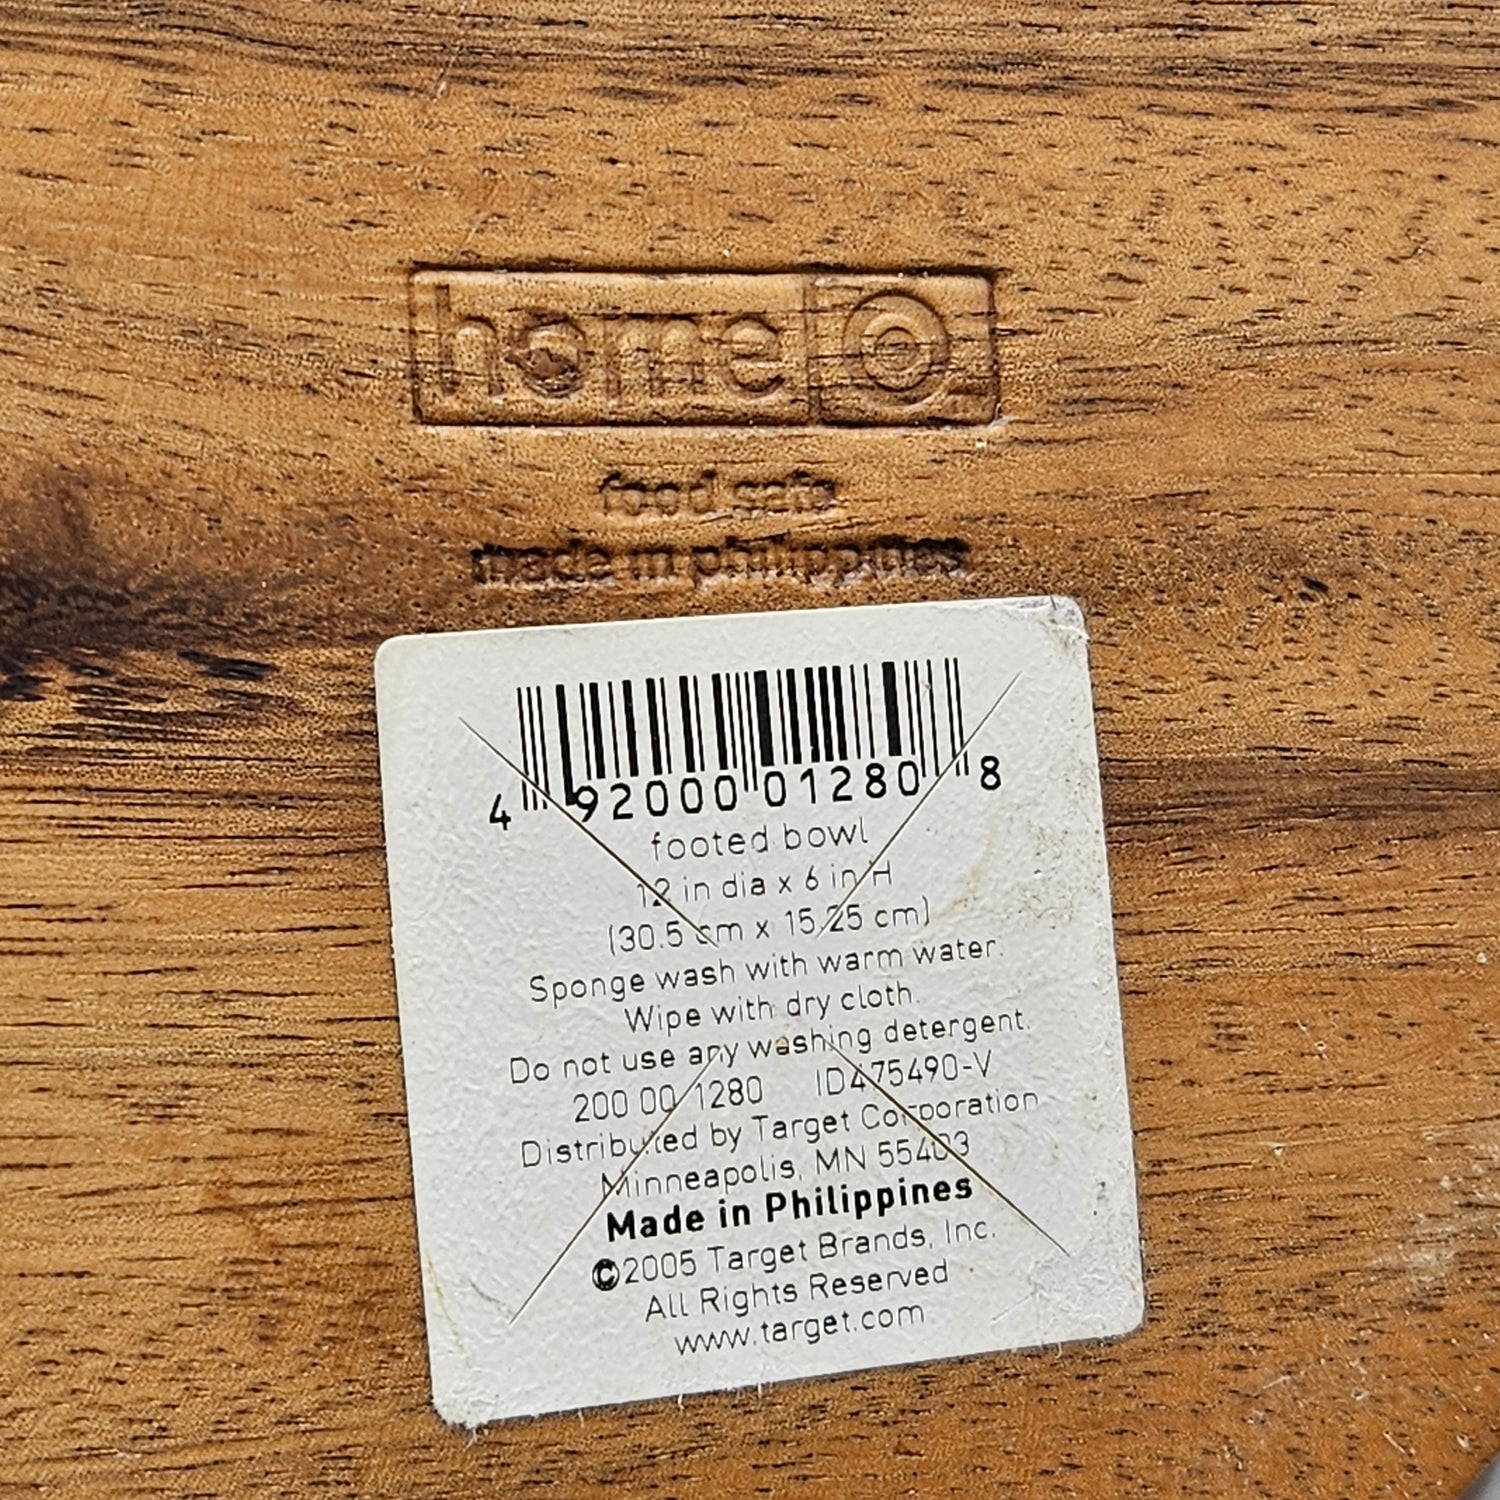 home
food safe
made in philippines
4 92000 01280 8
footed bowl
12 in dia x 6 in H
(30.5 cm x 15.25 cm)
Sponge wash with warm water.
Wipe with dry cloth.
Do not use any washing detergent.
200 00 1280 ID475490-V
Distributed by Target Corporation
Minneapolis, MN 55403
Made in Philippines
©2005 Target Brands, Inc.
All Rights Reserved
www.target.com